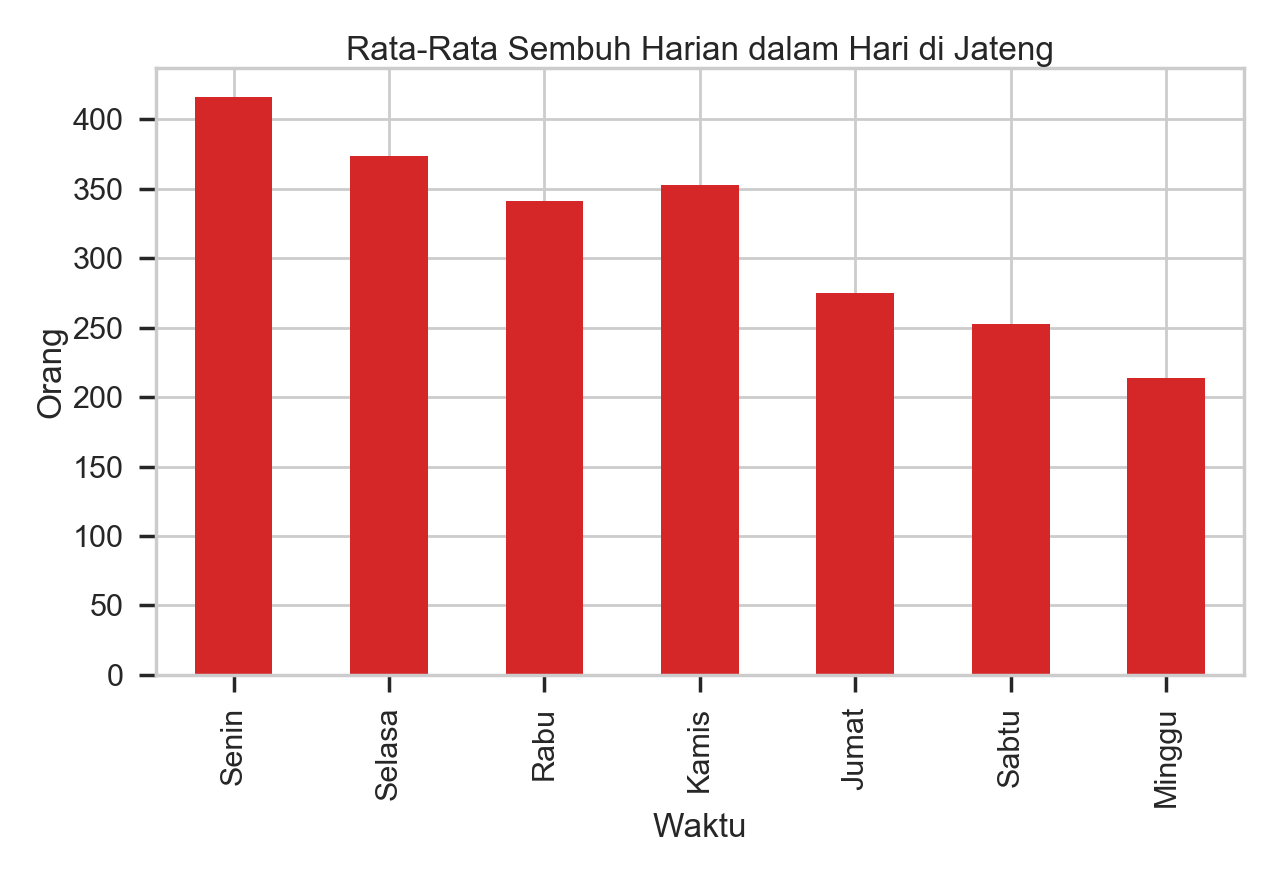 Rata-Rata Sembuh Harian dalam Hari di Jateng
Orang
400
350
300
250
200
150
100
50
0
Senin
Selasa
Rabu
Kamis
Jumat
Sabtu
Minggu
Waktu